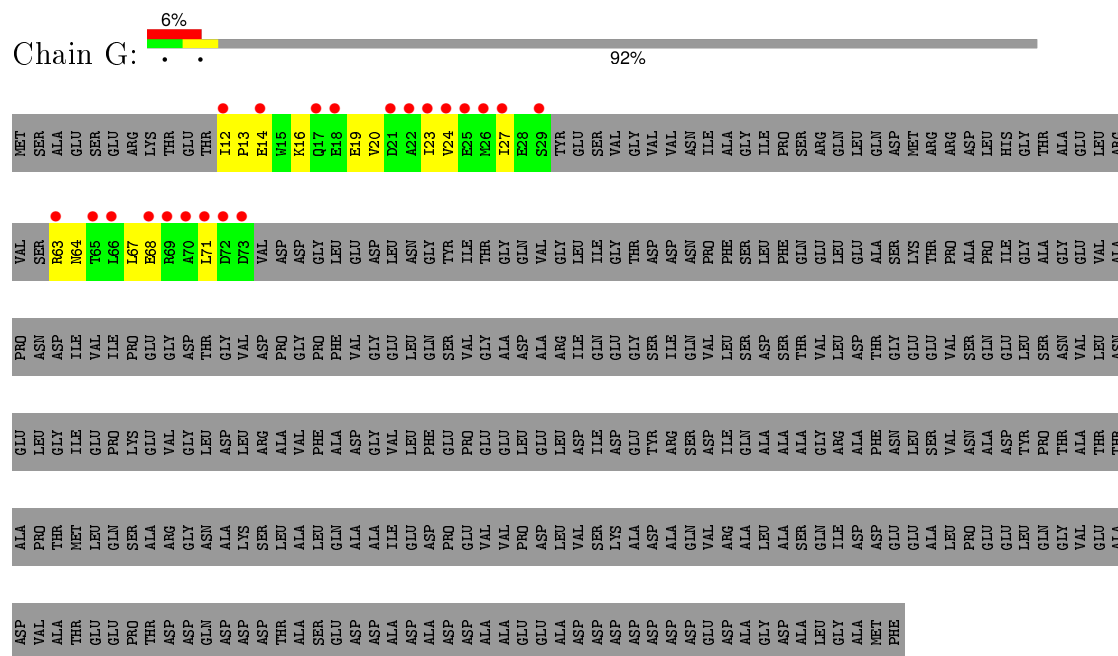 6%
Chain G: • •
92%
MET SER ALA GLU SER GLU ARG LYS THR GLU THR I12 P13 E14 W15 K16 Q17 E18 E19 V20 D21 A22 I23 V24 E25 M26 I27 E28 S29 TYR GLU SER VAL GLY VAL VAL ASN ILE ALA GLY ILE PRO SER ARG GLN LEU GLN ASP MET ARG ARG ASP LEU HIS GLY THR ALA GLU LEU ARG
VAL SER R63 N64 T65 L66 L67 E68 R69 A70 L71 D72 D73 VAL ASP ASP GLY LEU GLU ASP LEU ASN GLY TYR ILE THR GLY GLN VAL GLY LEU ILE GLY THR ASP ASP ASN PRO PHE SER LEU PHE GLN GLU LEU GLU ALA SER LYS THR PRO ALA PRO ILE GLY ALA GLY GLU VAL ALA
PRO ASN ASP ILE VAL ILE PRO GLU GLY ASP THR GLY VAL ASP PRO GLY PRO PHE VAL GLY GLU LEU GLN SER VAL GLY ALA ASP ALA ARG ILE GLN GLU GLY SER ILE GLN VAL LEU SER ASP SER THR VAL LEU ASP THR GLY GLU GLU VAL SER GLN GLU LEU SER ASN VAL LEU ASN
GLU LEU GLY ILE GLU PRO LYS GLU VAL GLY LEU ASP LEU ARG ALA VAL PHE ALA ASP GLY VAL LEU PHE GLU PRO GLU GLU LEU GLU LEU ASP ILE ASP GLU TYR ARG SER ASP ILE GLN ALA ALA ALA GLY ARG ALA PHE ASN LEU SER VAL ASN ALA ASP TYR PRO THR ALA THR THR
ALA PRO THR MET LEU GLN SER ALA ARG GLY ASN ALA LYS SER LEU ALA LEU GLN ALA ALA ILE GLU ASP PRO GLU VAL VAL PRO ASP LEU VAL SER LYS ALA ASP ALA GLN VAL ARG ALA LEU ALA SER GLN ILE ASP ASP GLU GLU ALA LEU PRO GLU GLU LEU GLN GLY VAL GLU ALA
ASP VAL ALA THR GLU GLU PRO THR ASP ASP GLN ASP ASP ASP THR ALA SER GLU ASP ASP ALA ASP ALA ASP ASP ALA ALA GLU GLU ALA ASP ASP ASP ASP ASP ASP ASP GLU ASP ALA GLY ASP ALA LEU GLY ALA MET PHE